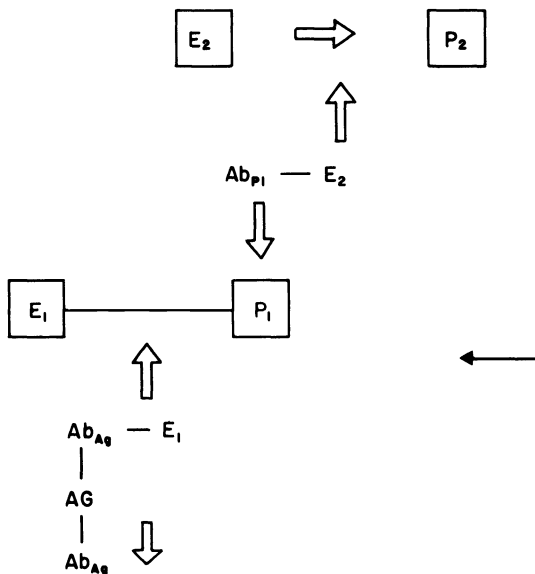 E₂ P₂
Ab_P1 — E₂
E₁ P₁
Ab_Ag — E₁
AG
Ab_Ag